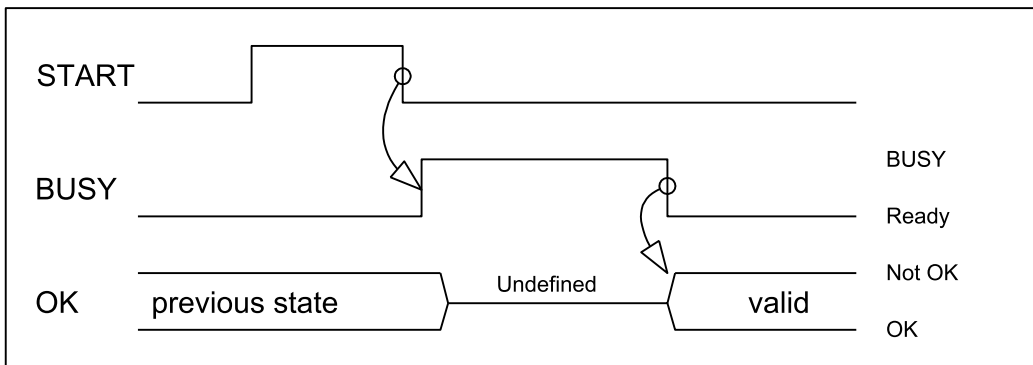 START
BUSY
BUSY
Ready
Undefined
Not OK
OK
previous state
valid
OK